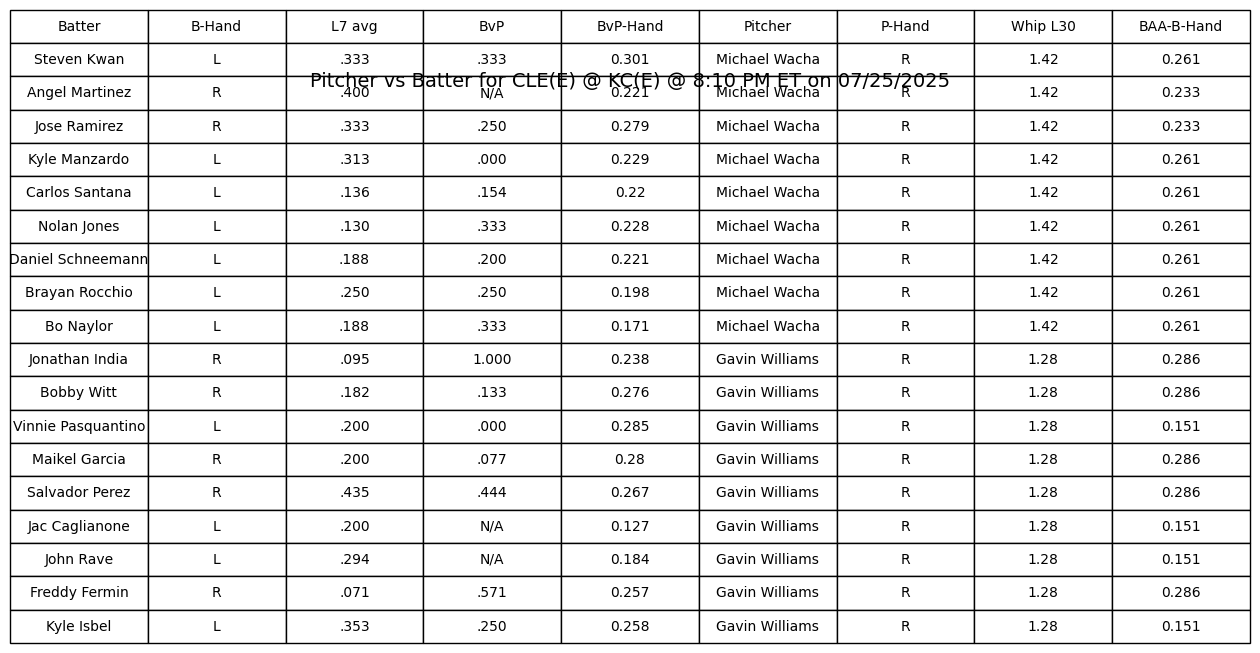 Batter B-Hand L7 avg BvP BvP-Hand Pitcher P-Hand Whip L30 BAA-B-Hand
Steven Kwan L .333 .333 0.301 Michael Wacha R 1.42 0.261
Pitcher vs Batter for CLE(E) @ KC(E) @ 8:10 PM ET on 07/25/2025
Angel Martinez R .400 N/A 0.221 Michael Wacha R 1.42 0.233
Jose Ramirez R .333 .250 0.279 Michael Wacha R 1.42 0.233
Kyle Manzardo L .313 .000 0.229 Michael Wacha R 1.42 0.261
Carlos Santana L .136 .154 0.22 Michael Wacha R 1.42 0.261
Nolan Jones L .130 .333 0.228 Michael Wacha R 1.42 0.261
Daniel Schneemann L .188 .200 0.221 Michael Wacha R 1.42 0.261
Brayan Rocchio L .250 .250 0.198 Michael Wacha R 1.42 0.261
Bo Naylor L .188 .333 0.171 Michael Wacha R 1.42 0.261
Jonathan India R .095 1.000 0.238 Gavin Williams R 1.28 0.286
Bobby Witt R .182 .133 0.276 Gavin Williams R 1.28 0.286
Vinnie Pasquantino L .200 .000 0.285 Gavin Williams R 1.28 0.151
Maikel Garcia R .200 .077 0.28 Gavin Williams R 1.28 0.286
Salvador Perez R .435 .444 0.267 Gavin Williams R 1.28 0.286
Jac Caglianone L .200 N/A 0.127 Gavin Williams R 1.28 0.151
John Rave L .294 N/A 0.184 Gavin Williams R 1.28 0.151
Freddy Fermin R .071 .571 0.257 Gavin Williams R 1.28 0.286
Kyle Isbel L .353 .250 0.258 Gavin Williams R 1.28 0.151